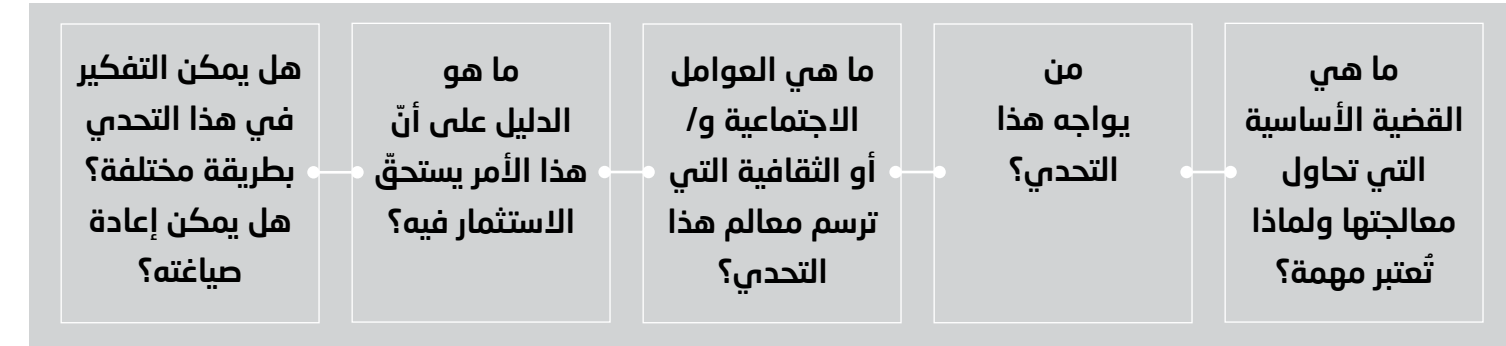 ما هي
القضية الأساسية
التي تحاول
معالجتها ولماذا
تُعتبر مهمة؟
من
يواجه هذا
التحدي؟
ما هي العوامل
الاجتماعية و/
أو الثقافية التي
ترسم معالم هذا
التحدي؟
ما هو
الدليل على أنّ
هذا الأمر يستحقّ
الاستثمار فيه؟
هل يمكن التفكير
في هذا التحدي
بطريقة مختلفة؟
هل يمكن إعادة
صياغته؟